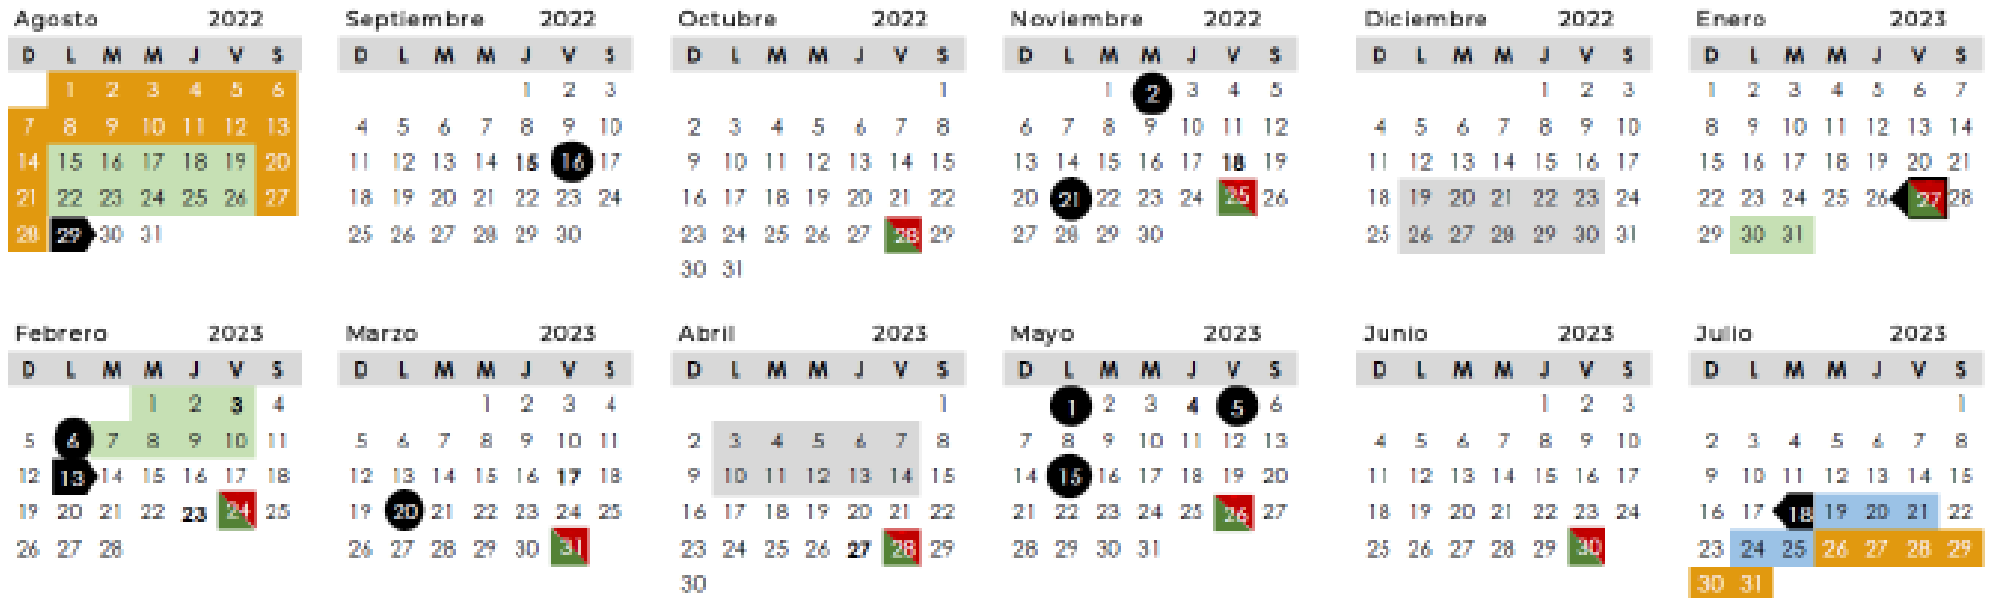 Agosto 2022 Septiembre 2022 Octubre 2022 Noviembre 2022 Diciembre 2022 Enero 2023
D L M M J V S D L M M J V S D L M M J V S D L M M J V S D L M M J V S D L M M J V S
1 2 3 4 5 6 1 2 3 1 1 2 3 4 5 1 2 3 1 2 3 4 5 6 7
7 8 9 10 11 12 13 4 5 6 7 8 9 10 2 3 4 5 6 7 8 6 7 8 9 10 11 12 4 5 6 7 8 9 10 8 9 10 11 12 13 14
14 15 16 17 18 19 20 11 12 13 14 15 16 17 9 10 11 12 13 14 15 13 14 15 16 17 18 19 11 12 13 14 15 16 17 15 16 17 18 19 20 21
21 22 23 24 25 26 27 18 19 20 21 22 23 24 16 17 18 19 20 21 22 20 21 22 23 24 25 26 18 19 20 21 22 23 24 22 23 24 25 26 27 28
28 29 30 31 25 26 27 28 29 30 23 24 25 26 27 28 29 27 28 29 30 25 26 27 28 29 30 31 29 30 31
30 31
Febrero 2023 Marzo 2023 Abril 2023 Mayo 2023 Junio 2023 Julio 2023
D L M M J V S D L M M J V S D L M M J V S D L M M J V S D L M M J V S D L M M J V S
1 2 3 4 1 2 3 4 1 1 2 3 4 5 6 1 2 3 1
5 6 7 8 9 10 11 5 6 7 8 9 10 11 2 3 4 5 6 7 8 7 8 9 10 11 12 13 4 5 6 7 8 9 10 2 3 4 5 6 7 8
12 13 14 15 16 17 18 12 13 14 15 16 17 18 9 10 11 12 13 14 15 14 15 16 17 18 19 20 11 12 13 14 15 16 17 9 10 11 12 13 14 15
19 20 21 22 23 24 25 19 20 21 22 23 24 25 16 17 18 19 20 21 22 21 22 23 24 25 26 27 18 19 20 21 22 23 24 16 17 18 19 20 21 22
26 27 28 26 27 28 29 30 31 23 24 25 26 27 28 29 28 29 30 31 25 26 27 28 29 30 23 24 25 26 27 28 29
30 30 31